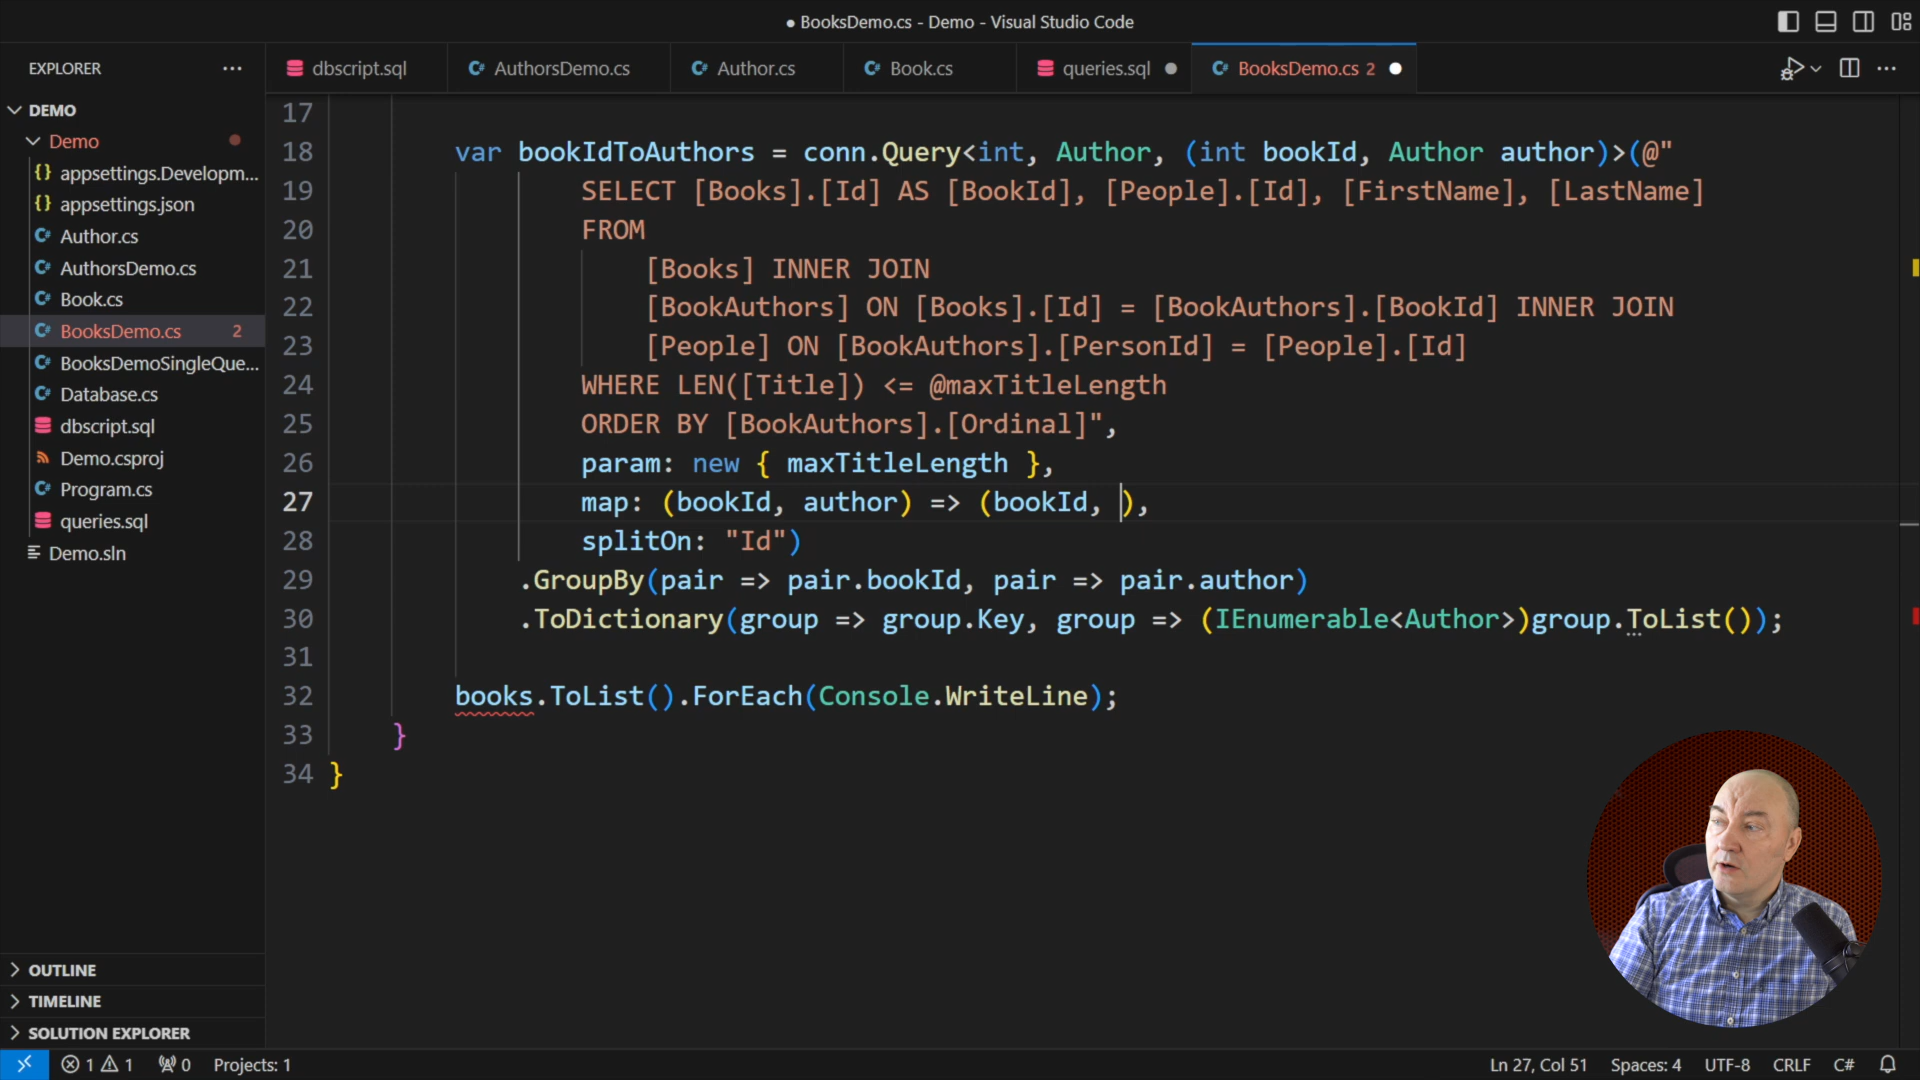 ● BooksDemo.cs - Demo - Visual Studio Code
EXPLORER
dbscript.sql
AuthorsDemo.cs
Author.cs
Book.cs
queries.sql
BooksDemo.cs 2
DEMO
Demo
appsettings.Developm...
appsettings.json
Author.cs
AuthorsDemo.cs
Book.cs
BooksDemo.cs 2
BooksDemoSingleQue...
Database.cs
dbscript.sql
Demo.csproj
Program.cs
queries.sql
Demo.sln
OUTLINE
TIMELINE
SOLUTION EXPLORER
17
18 var bookIdToAuthors = conn.Query<int, Author, (int bookId, Author author)>(@"
19 SELECT [Books].[Id] AS [BookId], [People].[Id], [FirstName], [LastName]
20 FROM
21 [Books] INNER JOIN
22 [BookAuthors] ON [Books].[Id] = [BookAuthors].[BookId] INNER JOIN
23 [People] ON [BookAuthors].[PersonId] = [People].[Id]
24 WHERE LEN([Title]) <= @maxTitleLength
25 ORDER BY [BookAuthors].[Ordinal]",
26 param: new { maxTitleLength },
27 map: (bookId, author) => (bookId, ),
28 splitOn: "Id")
29 .GroupBy(pair => pair.bookId, pair => pair.author)
30 .ToDictionary(group => group.Key, group => (IEnumerable<Author>)group.ToList());
31
32 books.ToList().ForEach(Console.WriteLine);
33 }
34 }
1 1 0 Projects: 1 Ln 27, Col 51 Spaces: 4 UTF-8 CRLF C#